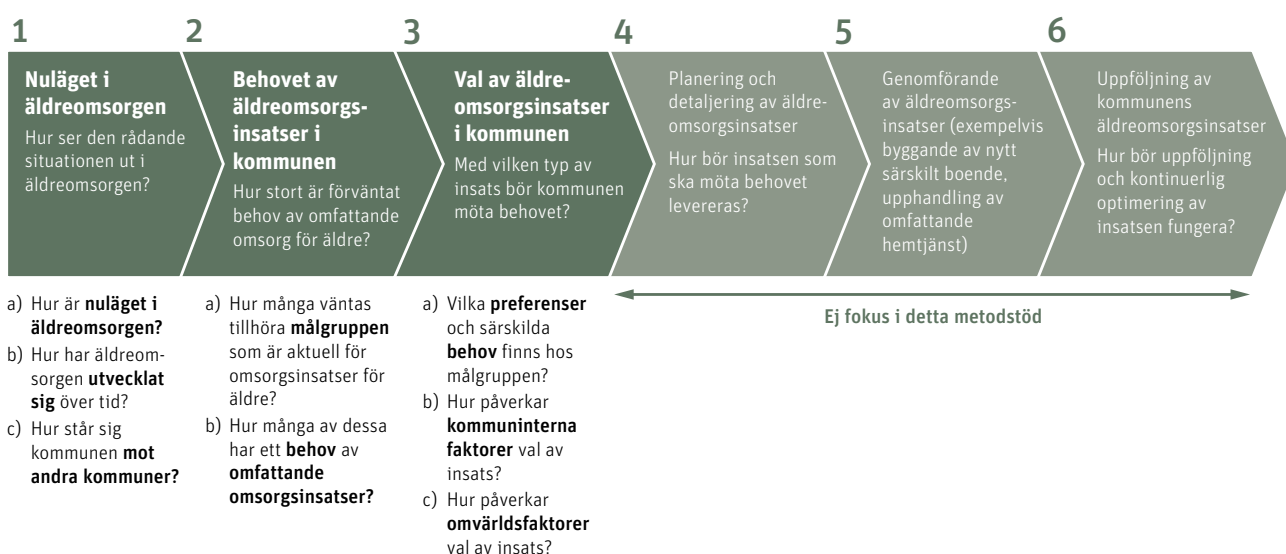 1
Nuläget i
äldreomsorgen
Hur ser den rådande
situationen ut i
äldreomsorgen?
2
Behovet av
äldreomsorgs-
insatser i
kommunen
Hur stort är förväntat
behov av omfattande
omsorg för äldre?
3
Val av äldre-
omsorgsinsatser
i kommunen
Med vilken typ av
insats bör kommunen
möta behovet?
4
Planering och
detaljering av äldre-
omsorgsinsatser
Hur bör insatsen som
ska möta behovet
levereras?
5
Genomförande
av äldreomsorgs-
insatser (exempelvis
byggande av nytt
särskilt boende,
upphandling av
omfattande
hemtjänst)
6
Uppföljning av
kommunens
äldreomsorgsinsatser
Hur bör uppföljning
och kontinuerlig
optimering av
insatsen fungera?
a) Hur är nuläget i
äldreomsorgen?
b) Hur har äldreom-
sorgen utvecklat
sig över tid?
c) Hur står sig
kommunen mot
andra kommuner?
a) Hur många väntas
tillhöra målgruppen
som är aktuell för
omsorgsinsatser för
äldre?
b) Hur många av dessa
har ett behov av
omfattande
omsorgsinsatser?
a) Vilka preferenser
och särskilda
behov finns hos
målgruppen?
b) Hur påverkar
kommuninterna
faktorer val av
insats?
c) Hur påverkar
omvärldsfaktorer
val av insats?
Ej fokus i detta metodstöd